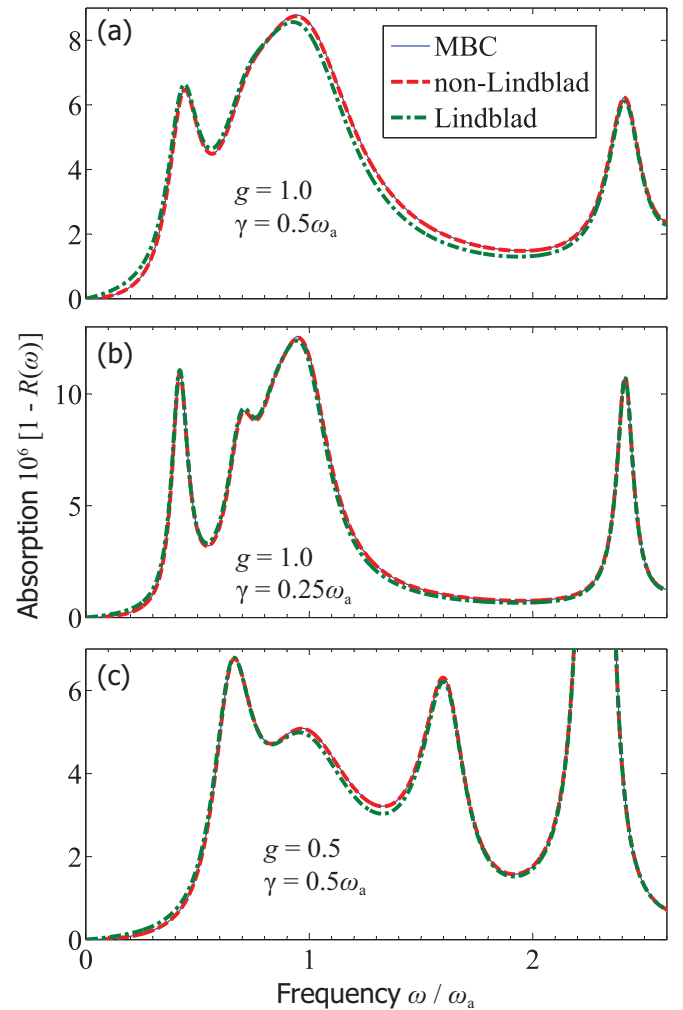 (a)
MBC
non-Lindblad
Lindblad
g = 1.0
γ = 0.5ωa
8
6
4
2
0
(b)
g = 1.0
γ = 0.25ωa
10
5
0
Absorption 10⁶ [1 - R(ω)]
(c)
g = 0.5
γ = 0.5ωa
6
4
2
0
0 1 2
Frequency ω / ωa